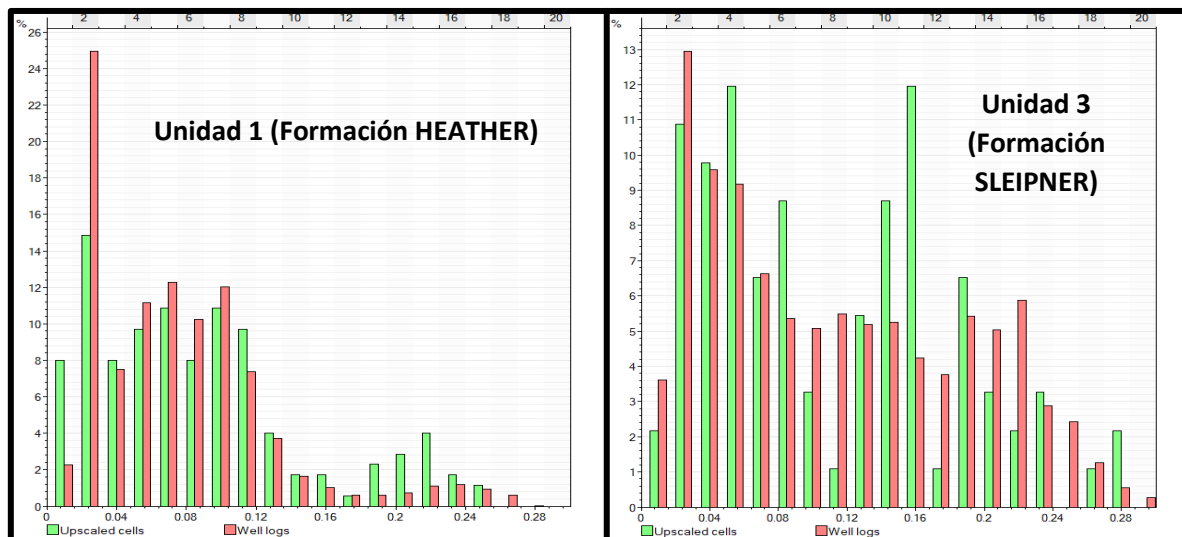 % 2 4 6 8 10 12 14 16 18 20
26
24
22
20
18
16
14
12
10
8
6
4
2
0
Unidad 1 (Formación HEATHER)
0 0.04 0.08 0.12 0.16 0.2 0.24 0.28
Upscaled cells Well logs
% 2 4 6 8 10 12 14 16 18 20
13
12
11
10
9
8
7
6
5
4
3
2
1
0
Unidad 3
(Formación
SLEIPNER)
0 0.04 0.08 0.12 0.16 0.2 0.24 0.28
Upscaled cells Well logs